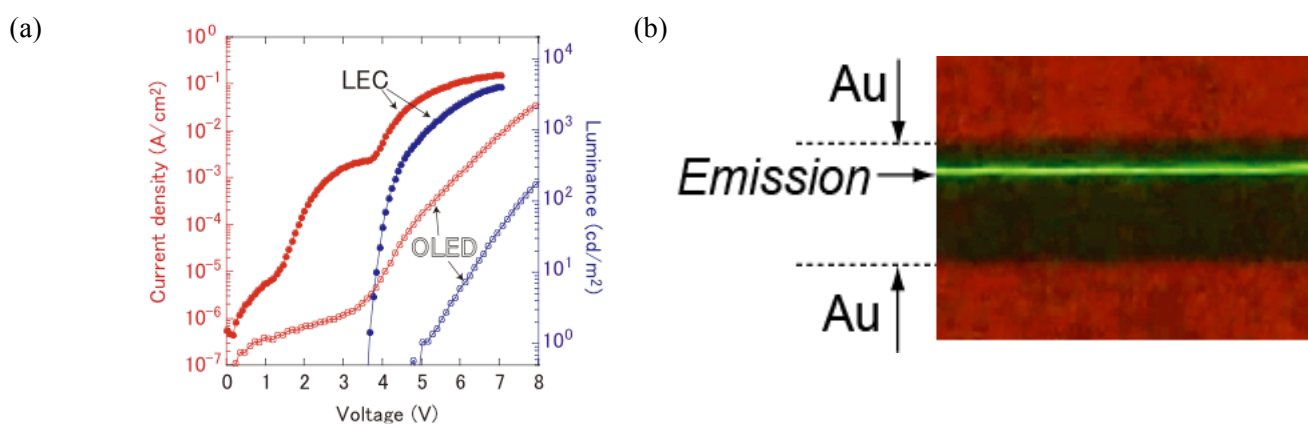 (a)
(b)
10⁰
10⁻¹
10⁻²
10⁻³
10⁻⁴
10⁻⁵
10⁻⁶
10⁻⁷
Current density (A/cm²)
LEC
OLED
10⁴
10³
10²
10¹
10⁰
Luminance (cd/m²)
0 1 2 3 4 5 6 7 8
Voltage (V)
Au
Emission
Au